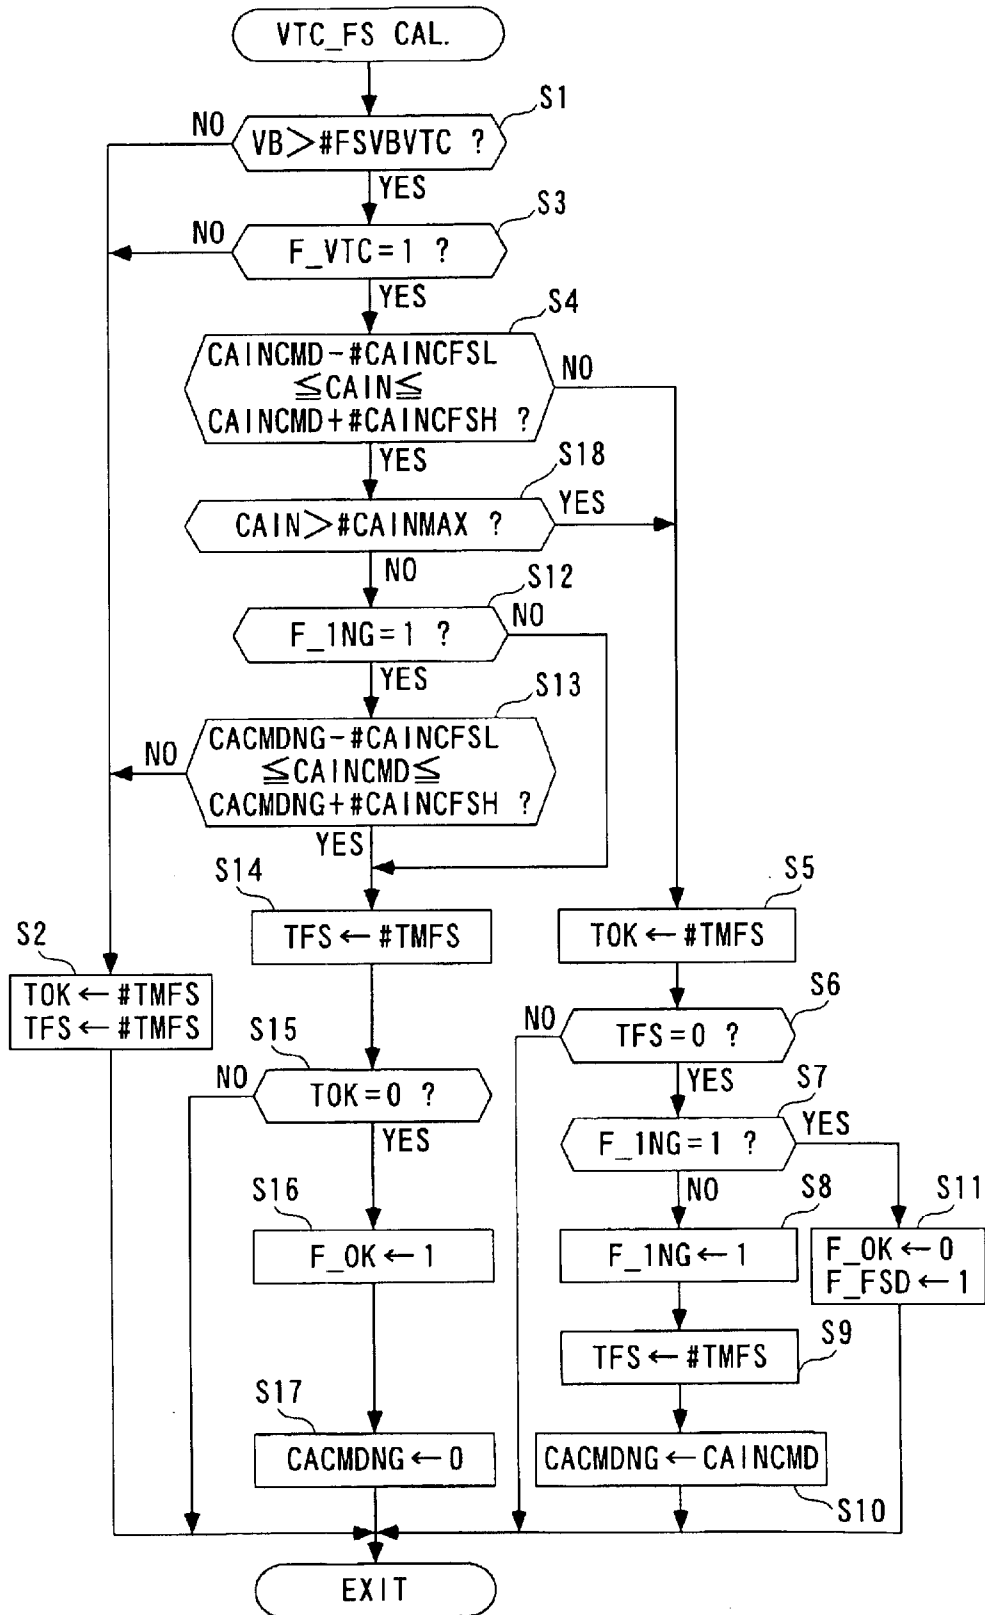 VTC_FS CAL.
S1
VB>#FSVBVTC ?
NO
YES
S3
F_VTC=1 ?
NO
YES
S4
CAINCMD-#CAINCFSL
≦CAIN≦
CAINCMD+#CAINCFSH ?
NO
YES
S18
CAIN>#CAINMAX ?
YES
NO
S12
F_1NG=1 ?
NO
YES
S13
CACMDNG-#CAINCFSL
≦CAINCMD≦
CACMDNG+#CAINCFSH ?
NO
YES
S14
TFS←#TMFS
S5
TOK←#TMFS
S2
TOK←#TMFS
TFS←#TMFS
S6
TFS=0 ?
NO
YES
S15
TOK=0 ?
NO
YES
S7
F_1NG=1 ?
YES
NO
S16
F_OK←1
S8
F_1NG←1
S11
F_OK←0
F_FSD←1
S9
TFS←#TMFS
S17
CACMDNG←0
CACMDNG←CAINCMD
S10
EXIT